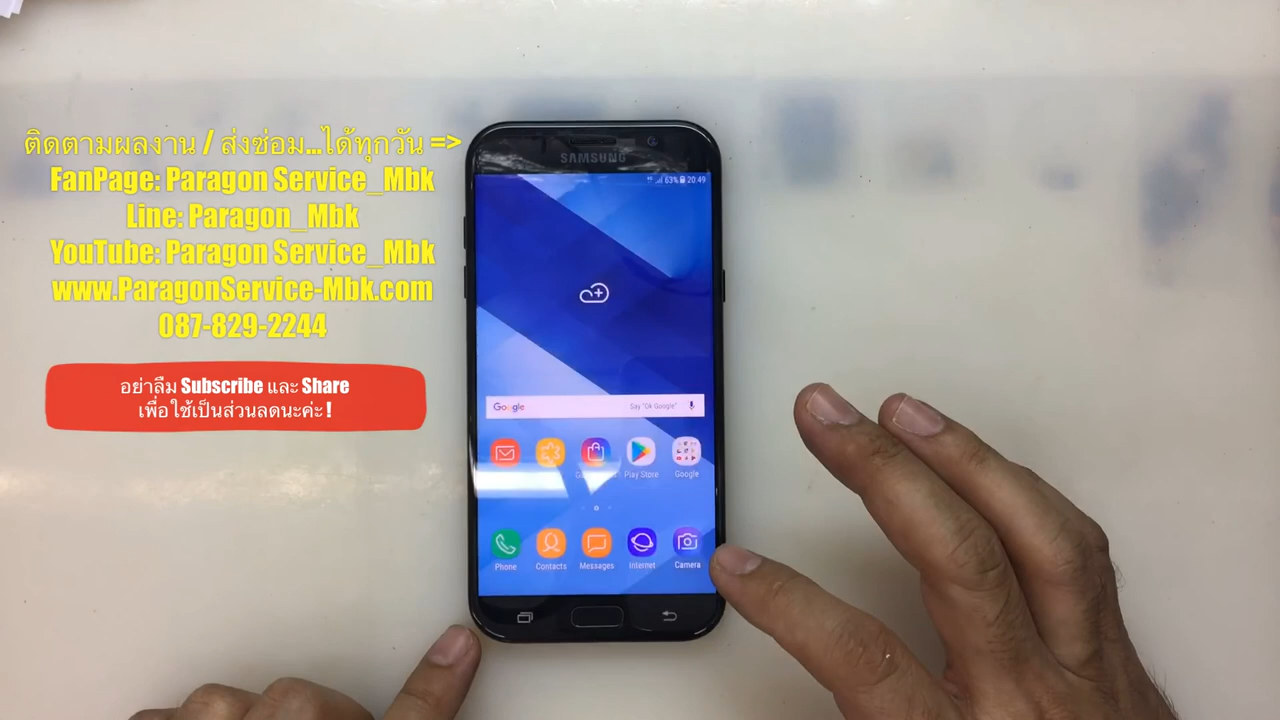 ติดตามผลงาน / ส่งซ่อม...ได้ทุกวัน =>
FanPage: Paragon Service_Mbk
Line: Paragon_Mbk
YouTube: Paragon Service_Mbk
www.ParagonService-Mbk.com
087-829-2244
อย่าลืม Subscribe และ Share
เพื่อใช้เป็นส่วนลดนะค่ะ !
SAMSUNG
63% 20:49
Google Say "Ok Google"
Play Store Google
Phone Contacts Messages Internet Camera